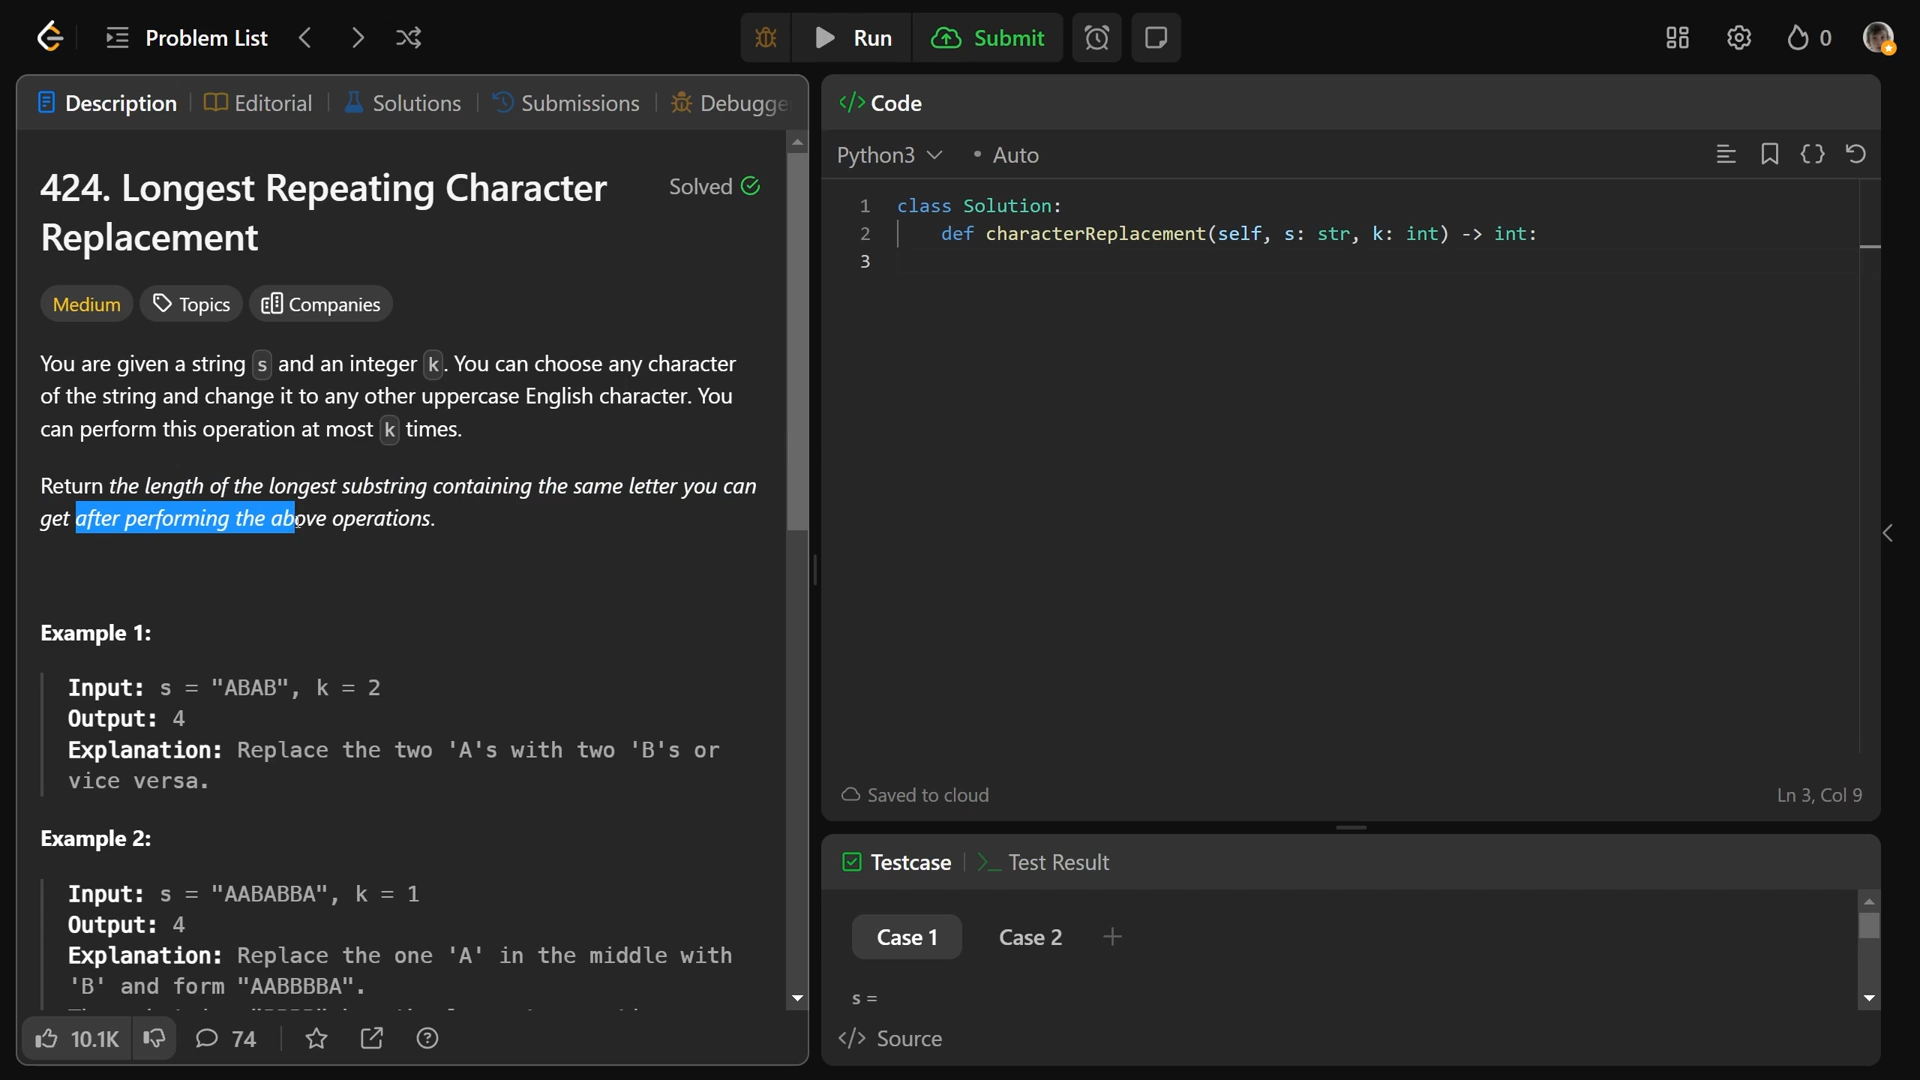 Problem List
Run
Submit
0
Description
Editorial
Solutions
Submissions
Debugge
Code
Python3
Auto
424. Longest Repeating Character
Replacement
Solved
Medium
Topics
Companies
You are given a string s and an integer k. You can choose any character
of the string and change it to any other uppercase English character. You
can perform this operation at most k times.
Return the length of the longest substring containing the same letter you can
get after performing the above operations.
Example 1:
Input: s = "ABAB", k = 2
Output: 4
Explanation: Replace the two 'A's with two 'B's or
vice versa.
Example 2:
Input: s = "AABABBA", k = 1
Output: 4
Explanation: Replace the one 'A' in the middle with
'B' and form "AABBBBA".
10.1K
74
1 class Solution:
2 def characterReplacement(self, s: str, k: int) -> int:
3
Saved to cloud
Ln 3, Col 9
Testcase
Test Result
Case 1
Case 2
s =
Source